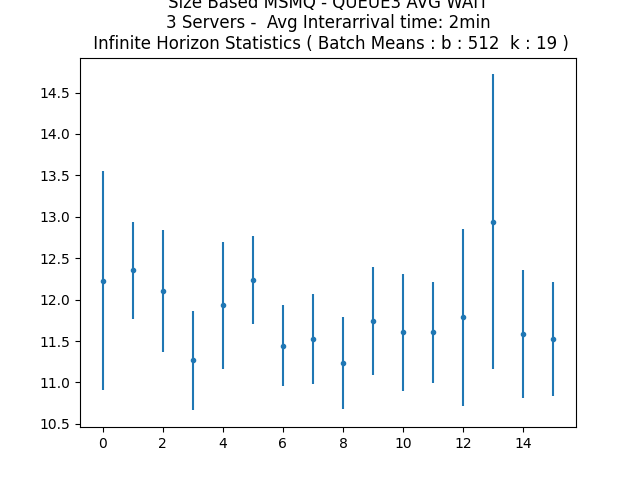 Size Based MSMQ - QUEUE3 AVG WAIT
3 Servers -  Avg Interarrival time: 2min
Infinite Horizon Statistics ( Batch Means : b : 512  k : 19 )
14.5
14.0
13.5
13.0
12.5
12.0
11.5
11.0
10.5
0 2 4 6 8 10 12 14